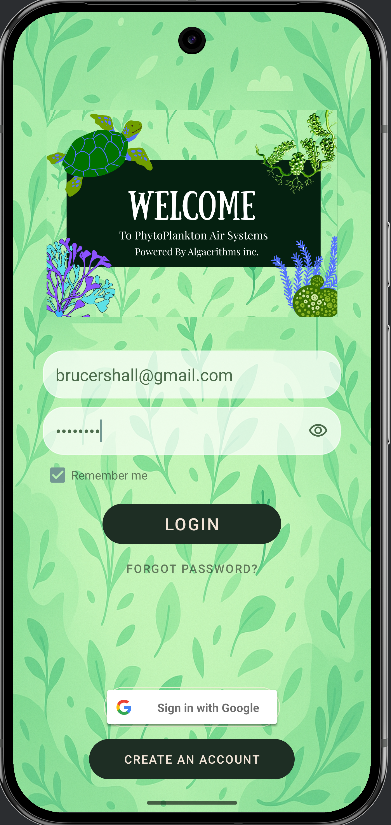 WELCOME
To PhytoPlankton Air Systems
Powered By Algaerithms inc.
brucershall@gmail.com
••••••••
Remember me
LOGIN
FORGOT PASSWORD?
G Sign in with Google
CREATE AN ACCOUNT